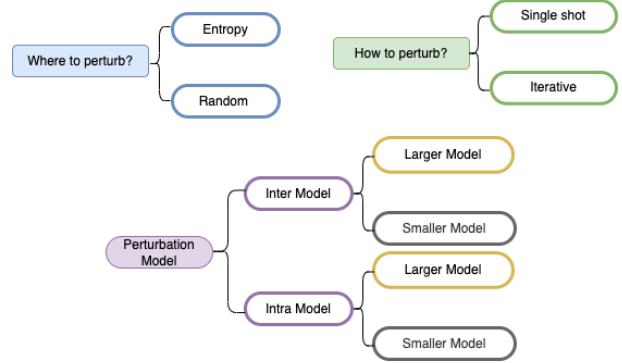 Where to perturb?
Entropy
Random
How to perturb?
Single shot
Iterative
Perturbation
Model
Inter Model
Larger Model
Smaller Model
Intra Model
Larger Model
Smaller Model